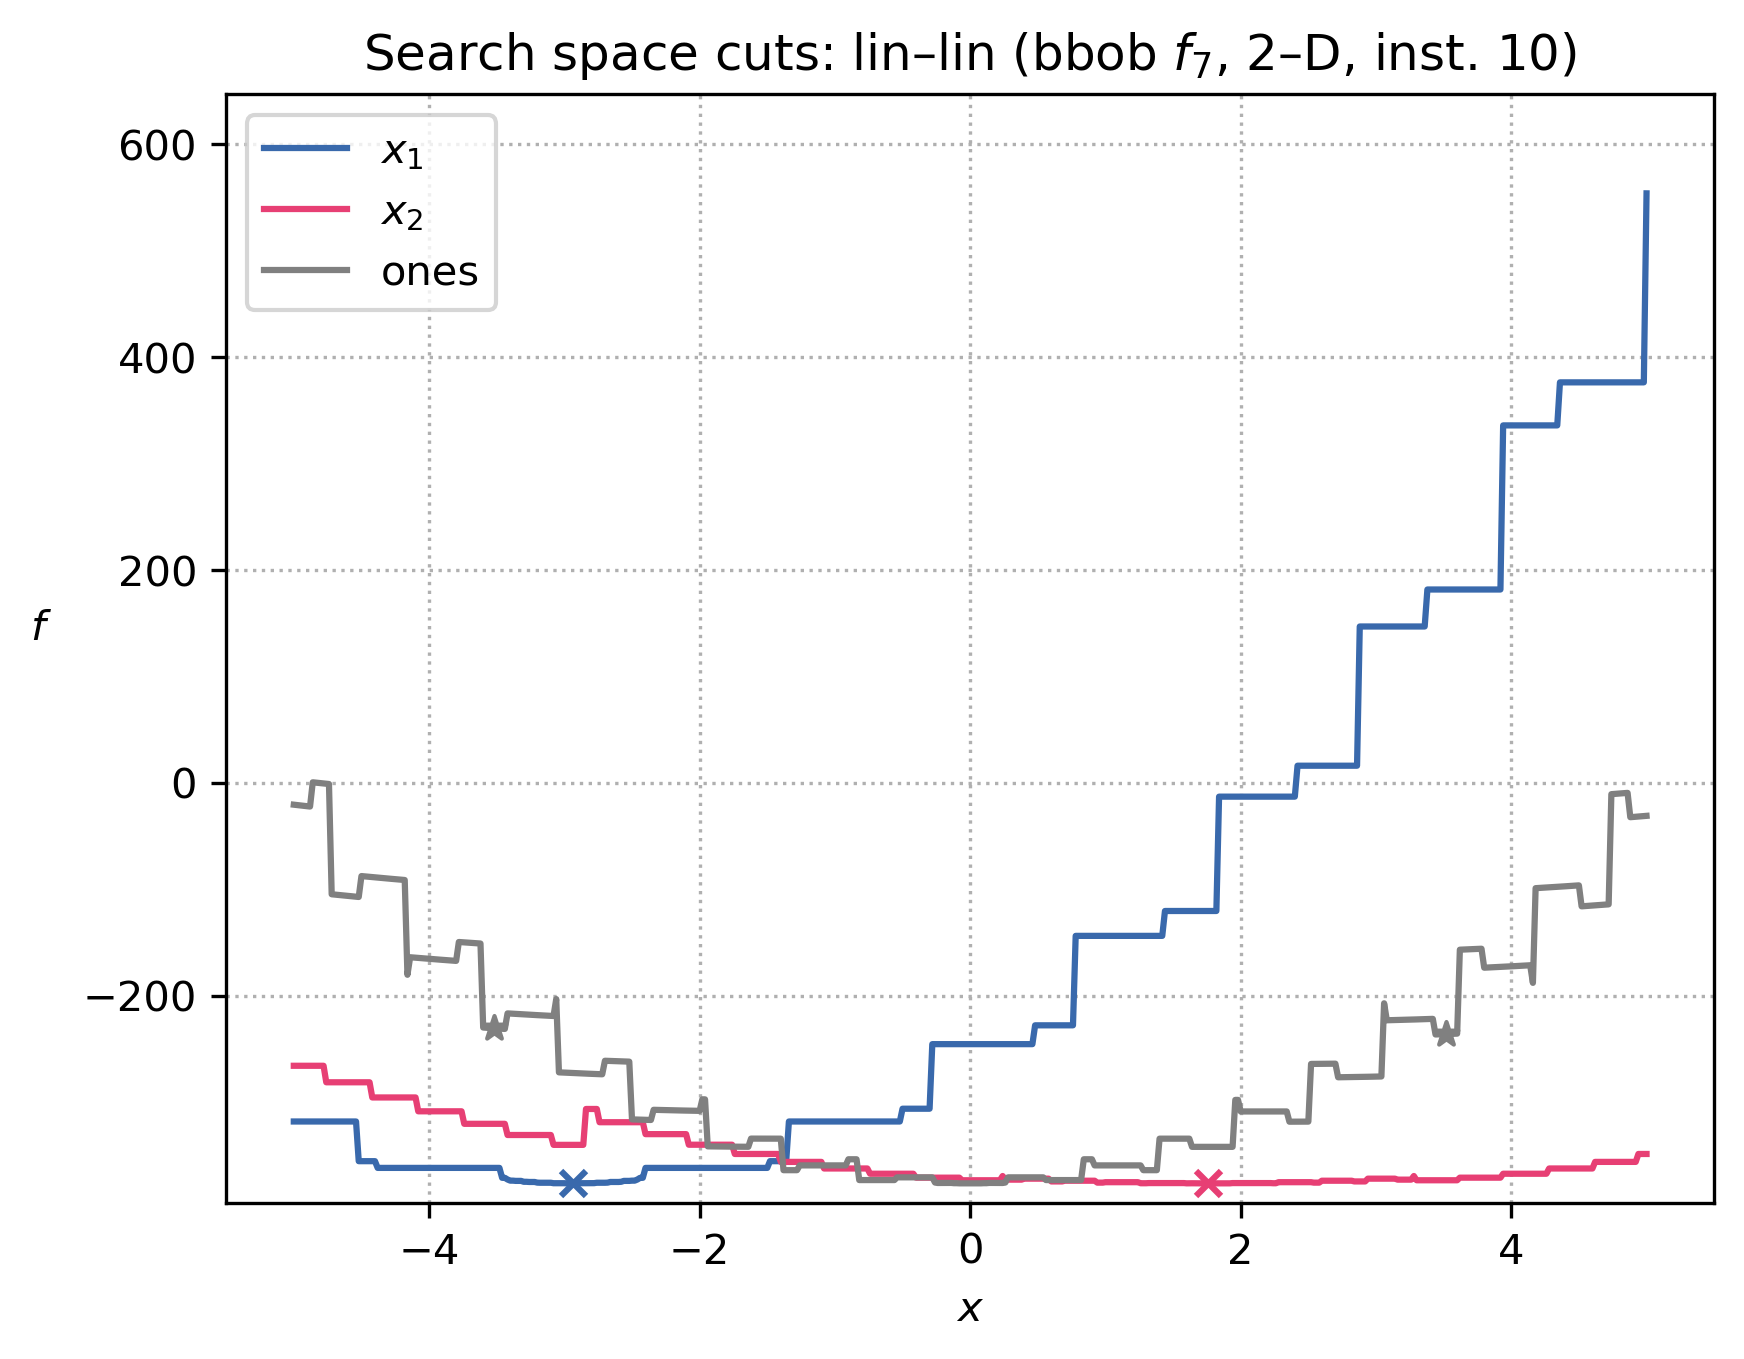 Search space cuts: lin–lin (bbob f₇, 2–D, inst. 10)
x₁
x₂
ones
600
400
200
0
−200
f
−4
−2
0
2
4
x